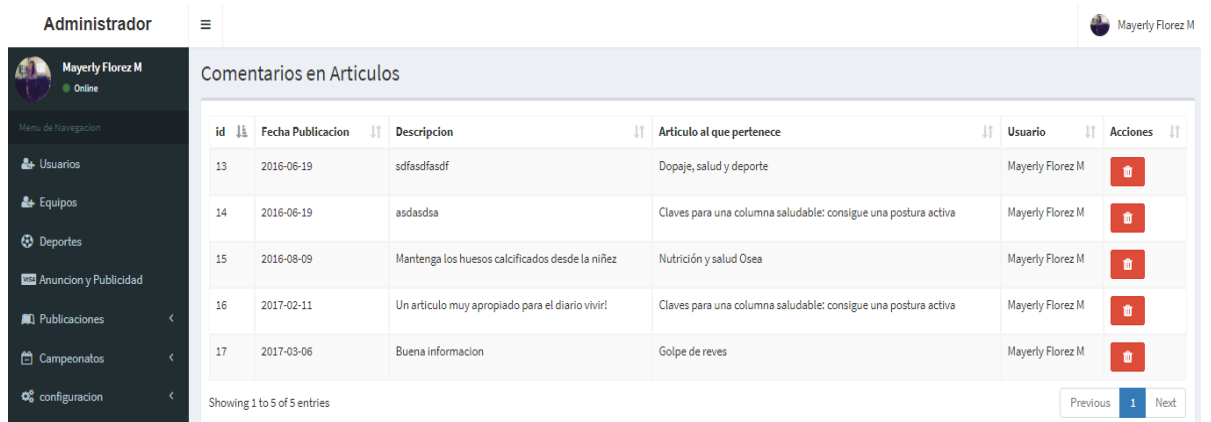 Administrador
Mayerly Florez M
Mayerly Florez M
Online
Menu de Navegacion
Usuarios
Equipos
Deportes
VISA Anuncion y Publicidad
Publicaciones
Campeonatos
configuracion
Comentarios en Articulos
id Fecha Publicacion Descripcion Articulo al que pertenece Usuario Acciones
13 2016-06-19 sdfasdfasdf Dopaje, salud y deporte Mayerly Florez M
14 2016-06-19 asdasdsa Claves para una columna saludable: consigue una postura activa Mayerly Florez M
15 2016-08-09 Mantenga los huesos calcificados desde la niñez Nutrición y salud Osea Mayerly Florez M
16 2017-02-11 Un articulo muy apropiado para el diario vivir! Claves para una columna saludable: consigue una postura activa Mayerly Florez M
17 2017-03-06 Buena informacion Golpe de reves Mayerly Florez M
Showing 1 to 5 of 5 entries
Previous 1 Next